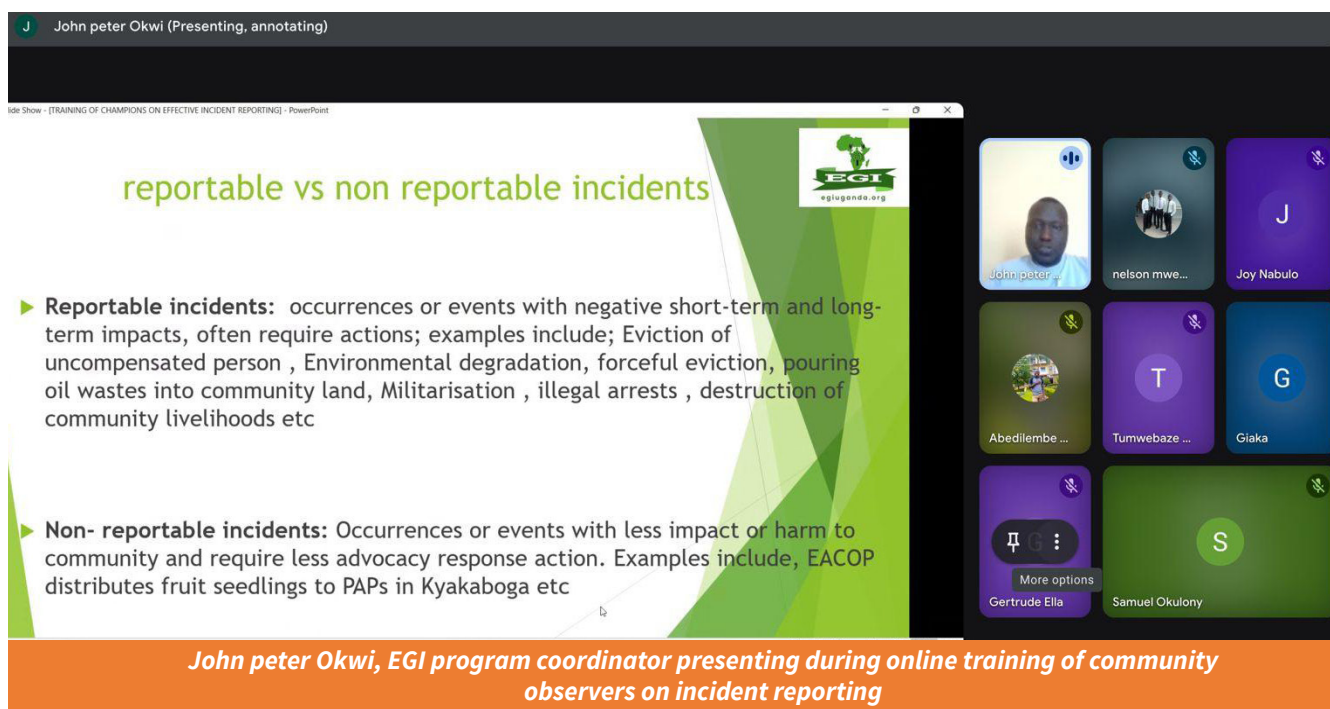 J
John peter Okwi (Presenting, annotating)
ide Show - [TRAINING OF CHAMPIONS ON EFFECTIVE INCIDENT REPORTING] - PowerPoint
reportable vs non reportable incidents
EGI
egiuganda.org
Reportable incidents: occurrences or events with negative short-term and long-
term impacts, often require actions; examples include; Eviction of
uncompensated person , Environmental degradation, forceful eviction, pouring
oil wastes into community land, Militarisation , illegal arrests , destruction of
community livelihoods etc
Non- reportable incidents: Occurrences or events with less impact or harm to
community and require less advocacy response action. Examples include, EACOP
distributes fruit seedlings to PAPs in Kyakaboga etc
John peter ...
nelson mwe...
J
Joy Nabulo
Abedilembe ...
T
Tumwebaze ...
G
Giaka
G
More options
Gertrude Ella
S
Samuel Okulony
John peter Okwi, EGI program coordinator presenting during online training of community
observers on incident reporting